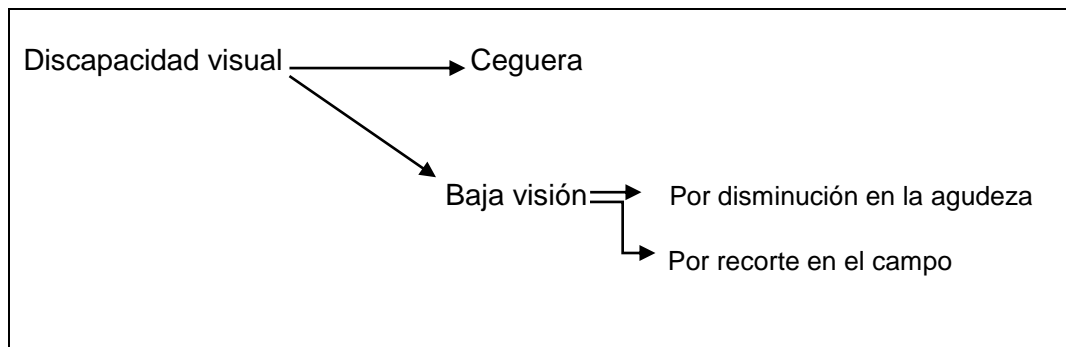 Discapacidad visual
Ceguera
Baja visión
Por disminución en la agudeza
Por recorte en el campo